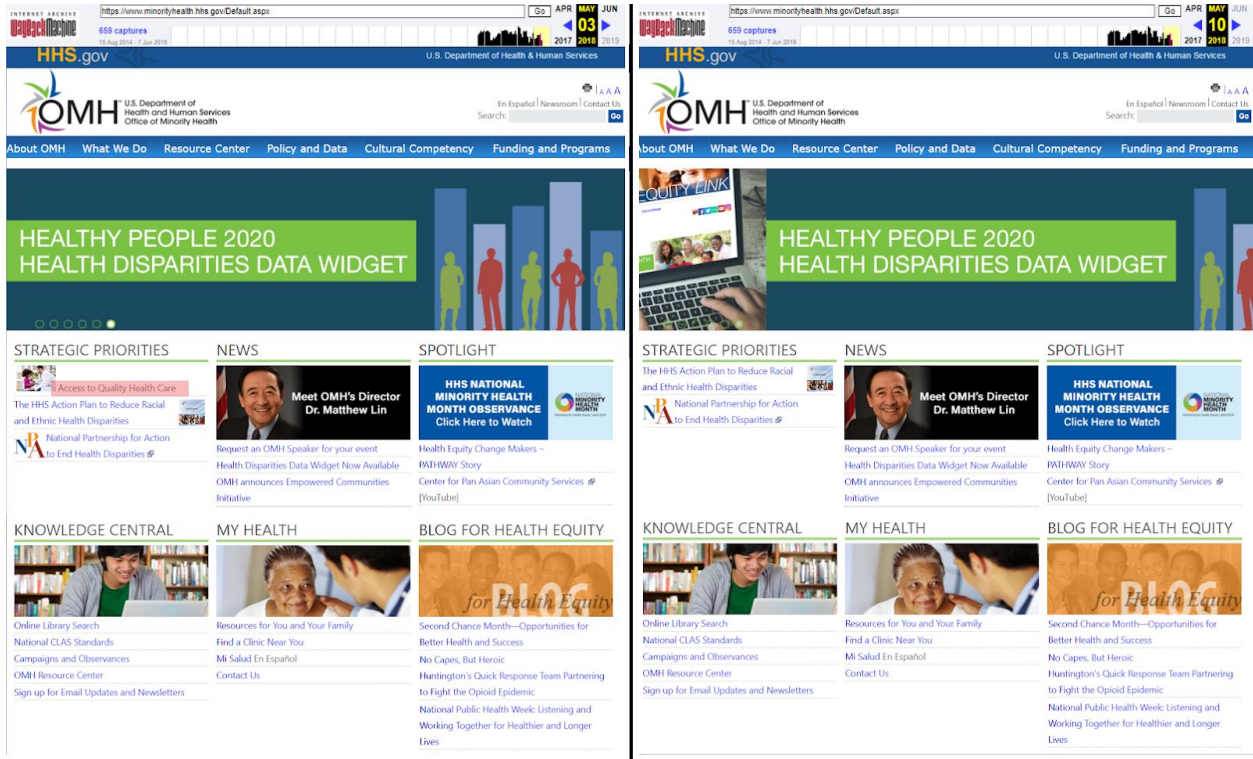 INTERNET ARCHIVE
WayBackMachine
https://www.minorityhealth.hhs.gov/Default.aspx
Go
APR MAY JUN
659 captures
03
2017 2018 2019
HHS.gov
U.S. Department of Health & Human Services
OMH
U.S. Department of
Health and Human Services
Office of Minority Health
A A A
En Español Newsroom Contact Us
Search: Go
About OMH What We Do Resource Center Policy and Data Cultural Competency Funding and Programs
HEALTHY PEOPLE 2020
HEALTH DISPARITIES DATA WIDGET
STRATEGIC PRIORITIES
Access to Quality Health Care
The HHS Action Plan to Reduce Racial
and Ethnic Health Disparities
NPA
National Partnership for Action
to End Health Disparities
NEWS
Meet OMH's Director
Dr. Matthew Lin
Request an OMH Speaker for your event
Health Disparities Data Widget Now Available
OMH announces Empowered Communities
Initiative
SPOTLIGHT
HHS NATIONAL
MINORITY HEALTH
MONTH OBSERVANCE
Click Here to Watch
NATIONAL
MINORITY
HEALTH
MONTH
Health Equity Change Makers –
PATHWAY Story
Center for Pan Asian Community Services
[YouTube]
KNOWLEDGE CENTRAL
Online Library Search
National CLAS Standards
Campaigns and Observances
OMH Resource Center
Sign up for Email Updates and Newsletters
MY HEALTH
Resources for You and Your Family
Find a Clinic Near You
Mi Salud En Español
Contact Us
BLOG FOR HEALTH EQUITY
BLOG
for Health Equity
Second Chance Month—Opportunities for
Better Health and Success
No Capes, But Heroic
Huntington's Quick Response Team Partnering
to Fight the Opioid Epidemic
National Public Health Week: Listening and
Working Together for Healthier and Longer
Lives
INTERNET ARCHIVE
WayBackMachine
https://www.minorityhealth.hhs.gov/Default.aspx
Go
APR MAY JUN
659 captures
10
2017 2018 2019
HHS.gov
U.S. Department of Health & Human Services
OMH
U.S. Department of
Health and Human Services
Office of Minority Health
A A A
En Español Newsroom Contact Us
Search: Go
About OMH What We Do Resource Center Policy and Data Cultural Competency Funding and Programs
EQUITY LINK
HEALTHY PEOPLE 2020
HEALTH DISPARITIES DATA WIDGET
STRATEGIC PRIORITIES
The HHS Action Plan to Reduce Racial
and Ethnic Health Disparities
NPA
National Partnership for Action
to End Health Disparities
NEWS
Meet OMH's Director
Dr. Matthew Lin
Request an OMH Speaker for your event
Health Disparities Data Widget Now Available
OMH announces Empowered Communities
Initiative
SPOTLIGHT
HHS NATIONAL
MINORITY HEALTH
MONTH OBSERVANCE
Click Here to Watch
NATIONAL
MINORITY
HEALTH
MONTH
Health Equity Change Makers –
PATHWAY Story
Center for Pan Asian Community Services
[YouTube]
KNOWLEDGE CENTRAL
Online Library Search
National CLAS Standards
Campaigns and Observances
OMH Resource Center
Sign up for Email Updates and Newsletters
MY HEALTH
Resources for You and Your Family
Find a Clinic Near You
Mi Salud En Español
Contact Us
BLOG FOR HEALTH EQUITY
BLOG
for Health Equity
Second Chance Month—Opportunities for
Better Health and Success
No Capes, But Heroic
Huntington's Quick Response Team Partnering
to Fight the Opioid Epidemic
National Public Health Week: Listening and
Working Together for Healthier and Longer
Lives